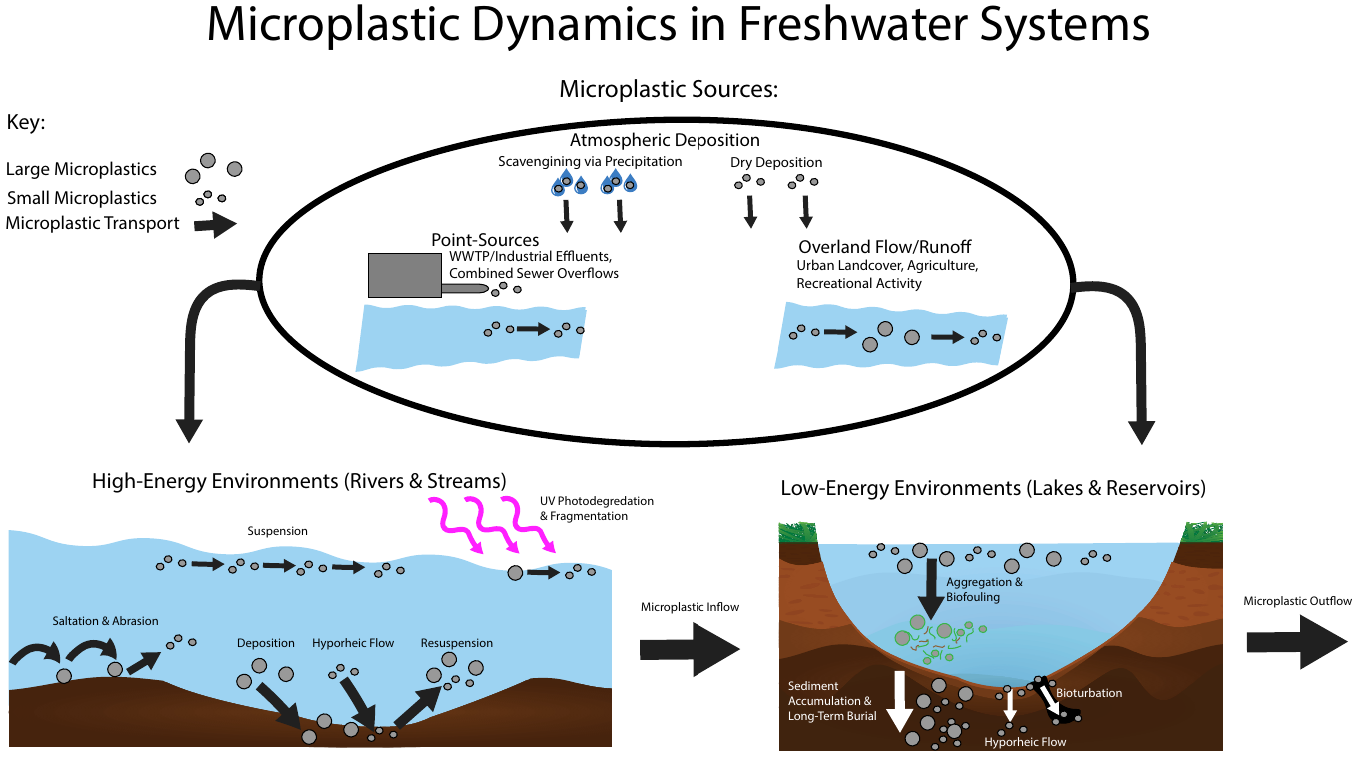 Microplastic Dynamics in Freshwater Systems
Microplastic Sources:
Key:
Large Microplastics
Small Microplastics
Microplastic Transport
Atmospheric Deposition
Scavengining via Precipitation
Dry Deposition
Point-Sources
WWTP/Industrial Effluents,
Combined Sewer Overflows
Overland Flow/Runoff
Urban Landcover, Agriculture,
Recreational Activity
High-Energy Environments (Rivers & Streams)
UV Photodegredation
& Fragmentation
Suspension
Saltation & Abrasion
Deposition
Hyporheic Flow
Resuspension
Microplastic Inflow
Low-Energy Environments (Lakes & Reservoirs)
Aggregation &
Biofouling
Sediment
Accumulation &
Long-Term Burial
Bioturbation
Hyporheic Flow
Microplastic Outflow